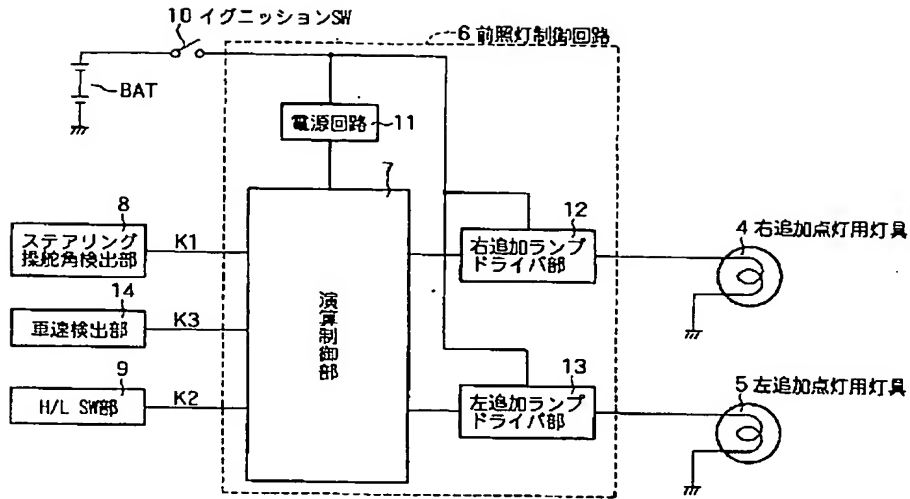 10 イグニッションSW
6 前照灯制御回路
BAT
電源回路
11
7
8
ステアリング
操舵角検出部
K1
12
右追加ランプ
ドライバ部
4 右追加点灯用灯具
14
車速検出部
K3
演算制御部
9
H/L SW部
K2
13
左追加ランプ
ドライバ部
5 左追加点灯用灯具